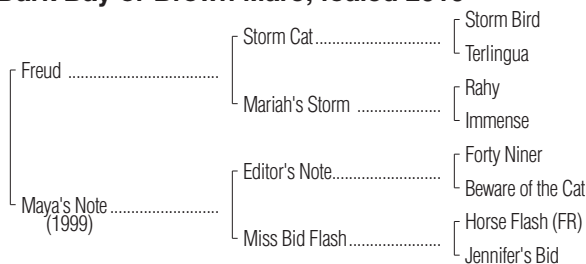 Dark Bay or Brown Mare; foaled
Storm Bird
Storm Cat
Terlingua
Freud
Rahy
Mariah's Storm
Immense
Forty Niner
Editor's Note
Beware of the Cat
Maya's Note
(1999)
Horse Flash (FR)
Miss Bid Flash
Jennifer's Bid